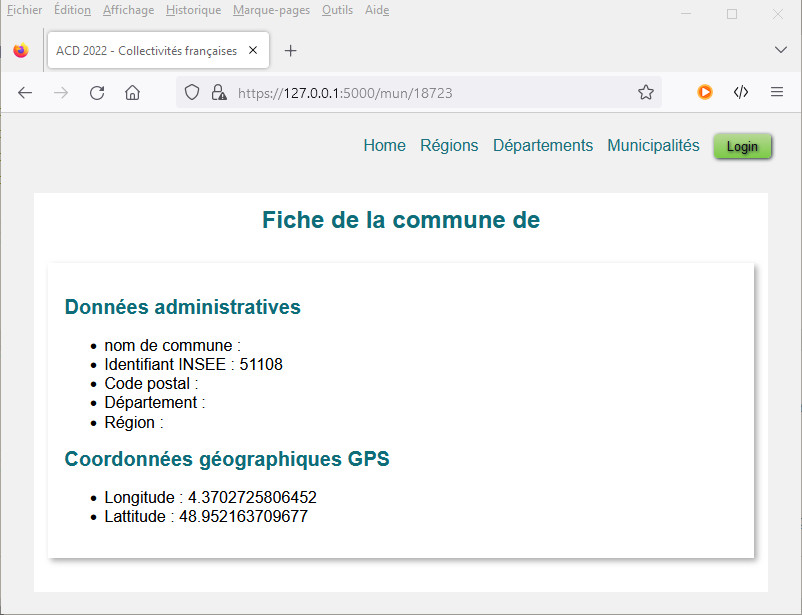 Fichier Édition Affichage Historique Marque-pages Outils Aide
ACD 2022 - Collectivités françaises
https://127.0.0.1:5000/mun/18723
Home Régions Départements Municipalités Login
Fiche de la commune de
Données administratives
• nom de commune :
• Identifiant INSEE : 51108
• Code postal :
• Département :
• Région :
Coordonnées géographiques GPS
• Longitude : 4.3702725806452
• Lattitude : 48.952163709677